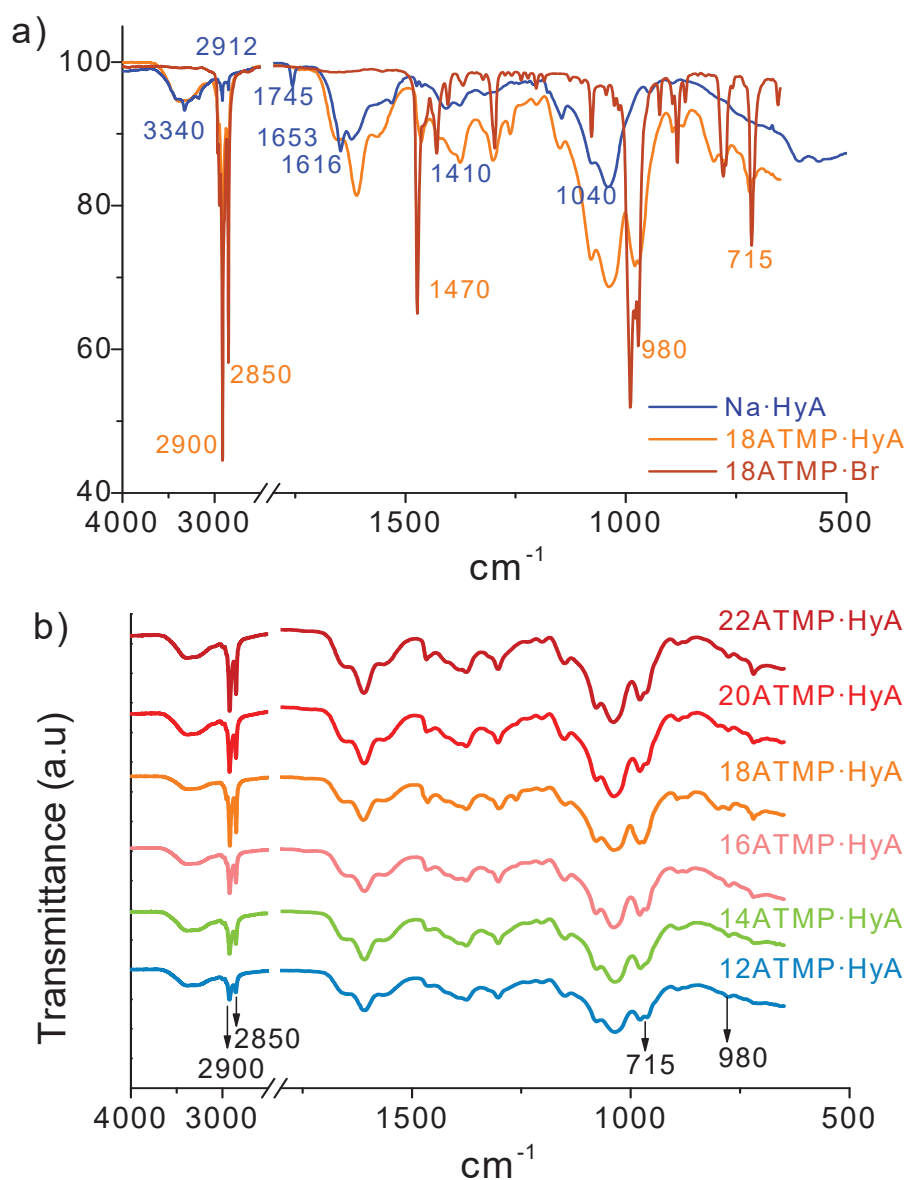 a)
100
80
60
40
2912
3340
1745
1653
1616
1410
1040
1470
715
980
2850
2900
Na·HyA
18ATMP·HyA
18ATMP·Br
4000 3000 1500 1000 500
cm-1
b)
Transmittance (a.u)
22ATMP·HyA
20ATMP·HyA
18ATMP·HyA
16ATMP·HyA
14ATMP·HyA
12ATMP·HyA
2850
2900
715
980
4000 3000 1500 1000 500
cm-1